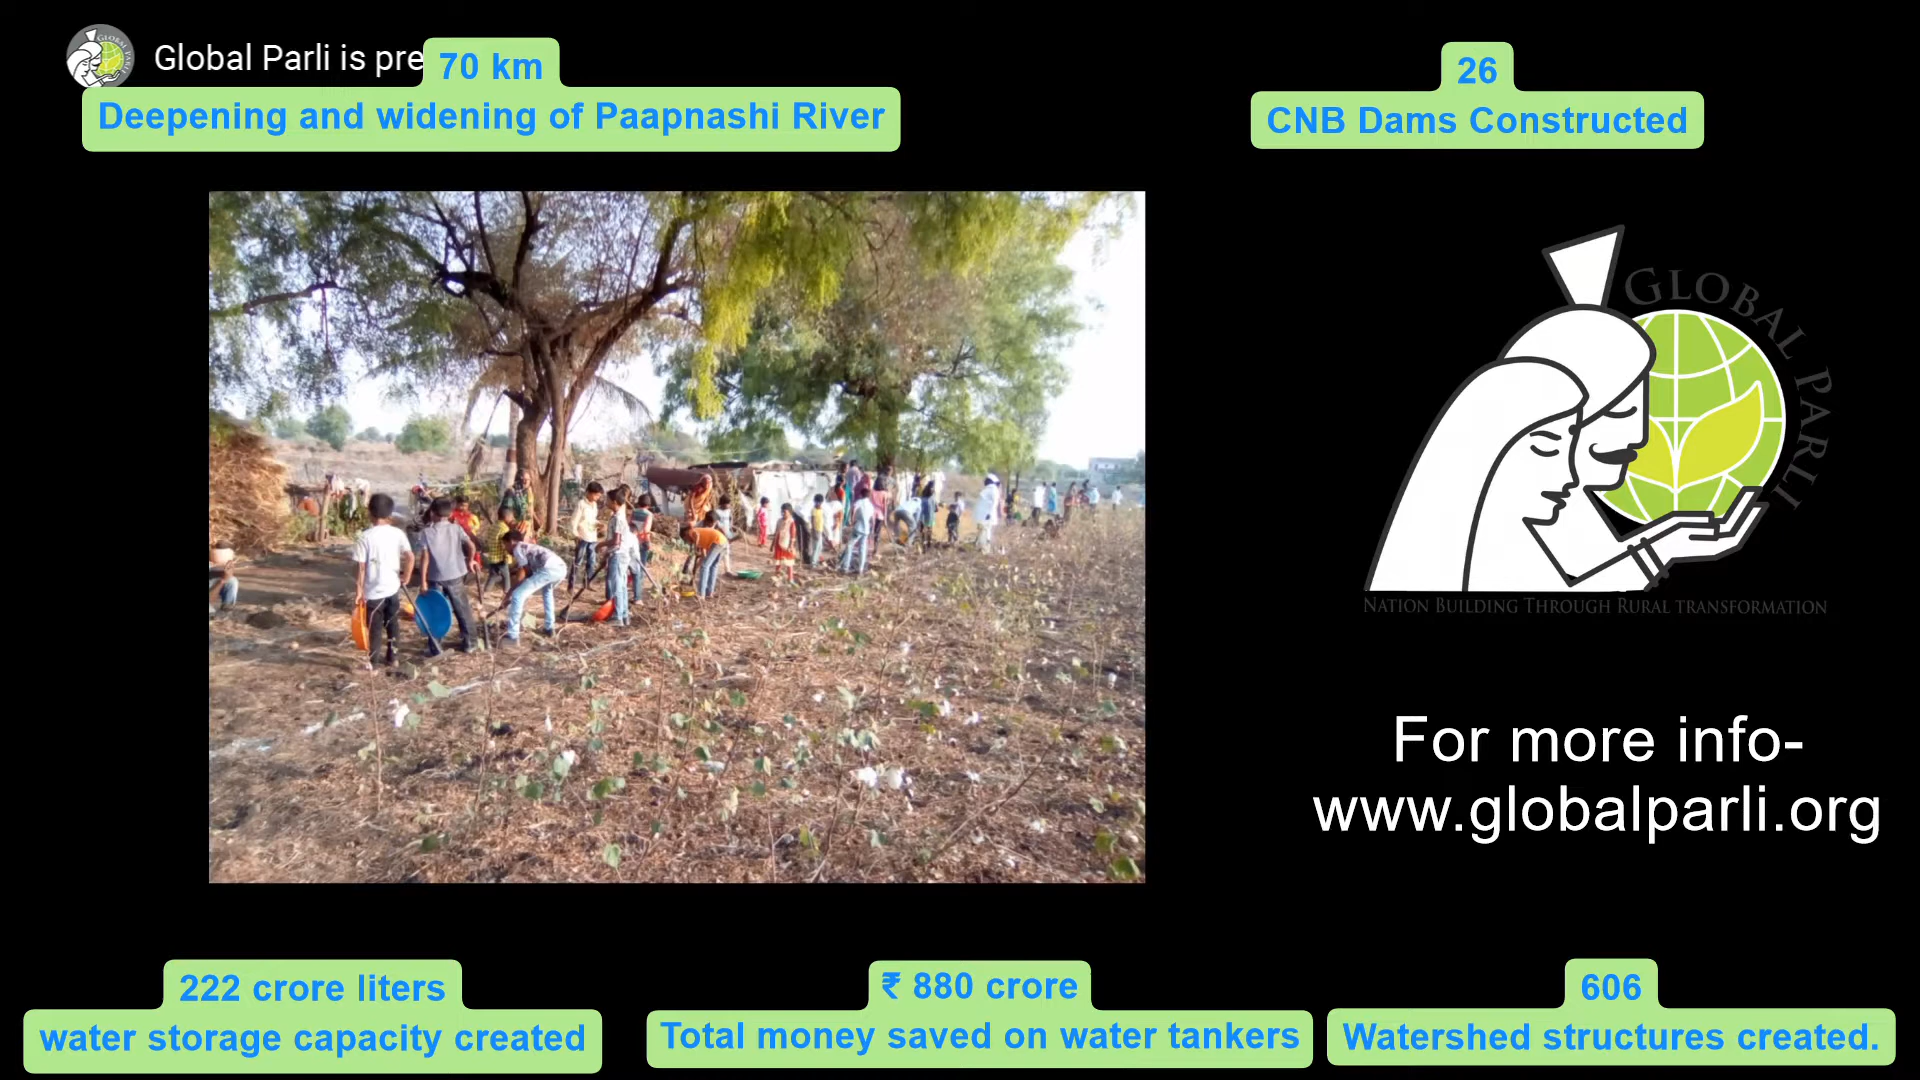 Global Parli is pre
70 km
Deepening and widening of Paapnashi River
26
CNB Dams Constructed
GLOBAL PARLI
NATION BUILDING THROUGH RURAL TRANSFORMATION
For more info-
www.globalparli.org
222 crore liters
water storage capacity created
₹ 880 crore
Total money saved on water tankers
606
Watershed structures created.